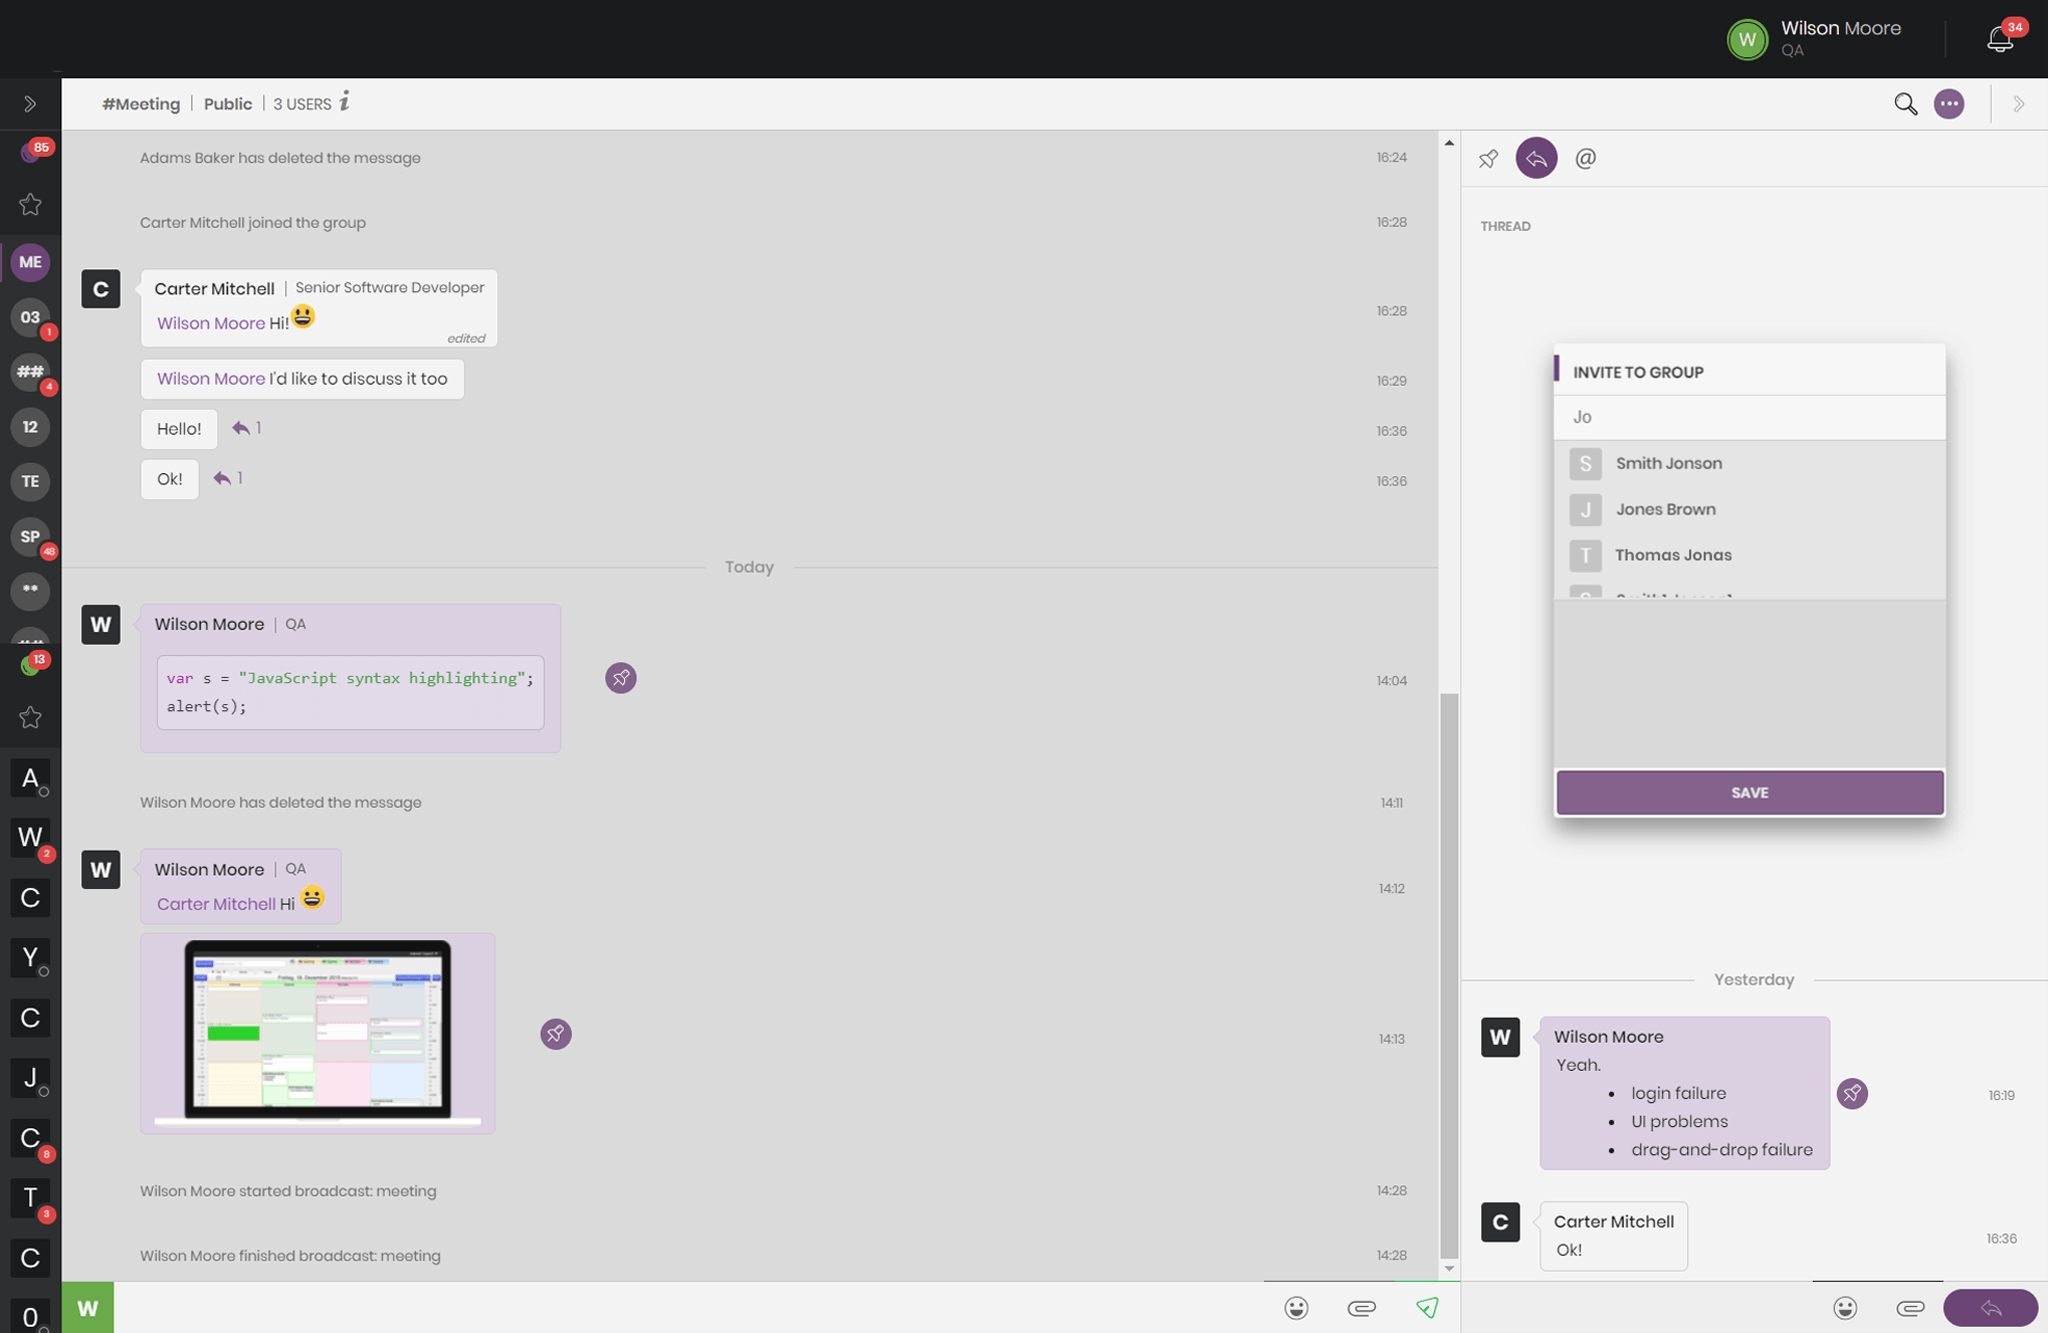 W
Wilson Moore
QA
34
#Meeting | Public | 3 USERS i
85
ME
03
1
##
4
12
TE
SP
48
**
13
A
W
2
C
Y
C
J
C
8
T
3
C
0
Adams Baker has deleted the message
16:24
Carter Mitchell joined the group
16:28
C
Carter Mitchell | Senior Software Developer
Wilson Moore Hi!
edited
16:28
Wilson Moore I'd like to discuss it too
16:29
Hello!
1
16:36
Ok!
1
16:36
Today
W
Wilson Moore | QA
var s = "JavaScript syntax highlighting";
alert(s);
14:04
Wilson Moore has deleted the message
14:11
W
Wilson Moore | QA
Carter Mitchell Hi
14:12
Freitag, 18. Dezember 2015
14:13
Wilson Moore started broadcast: meeting
14:28
Wilson Moore finished broadcast: meeting
14:28
W
@
THREAD
INVITE TO GROUP
Jo
S
Smith Jonson
J
Jones Brown
T
Thomas Jonas
SAVE
Yesterday
W
Wilson Moore
Yeah.
• login failure
• UI problems
• drag-and-drop failure
16:19
C
Carter Mitchell
Ok!
16:36